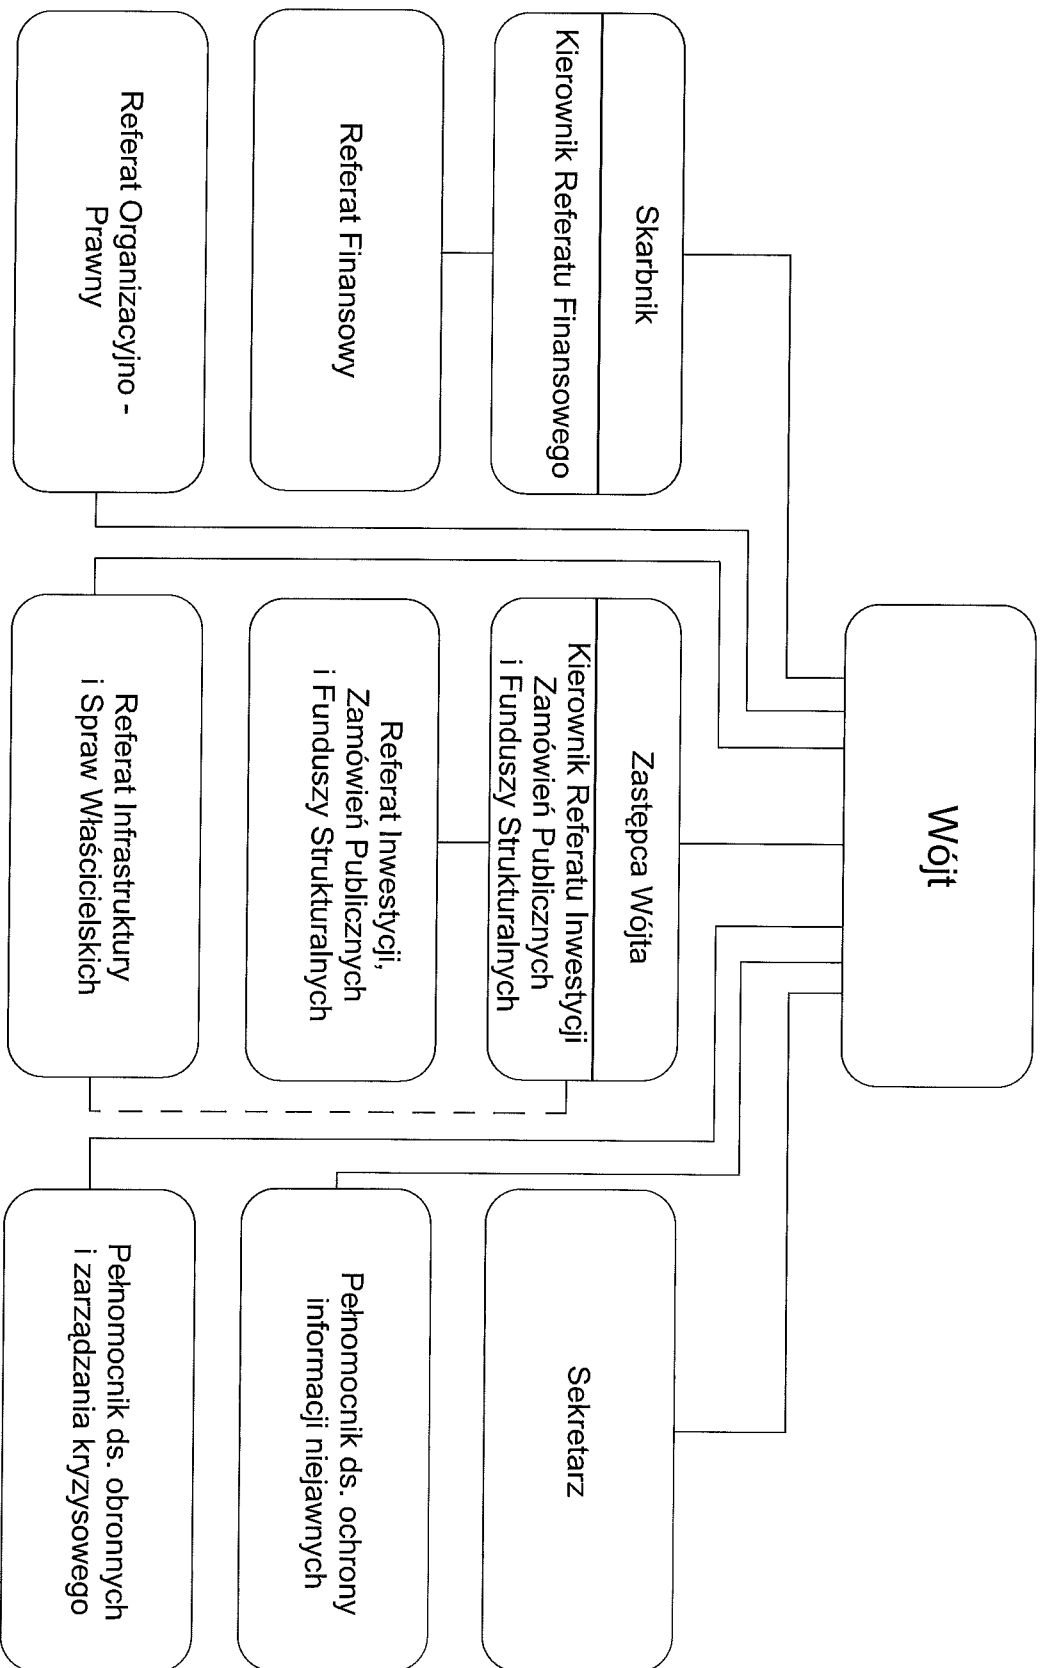 Wójt
Skarbnik
Kierownik Referatu Finansowego
Zastępca Wójta
Kierownik Referatu Inwestycji
Zamówień Publicznych
i Funduszy Strukturalnych
Sekretarz
Referat Finansowy
Referat Inwestycji,
Zamówień Publicznych
i Funduszy Strukturalnych
Pełnomocnik ds. ochrony
informacji niejawnych
Referat Organizacyjno -
Prawny
Referat Infrastruktury
i Spraw Właścicielskich
Pełnomocnik ds. obronnych
i zarządzania kryzysowego